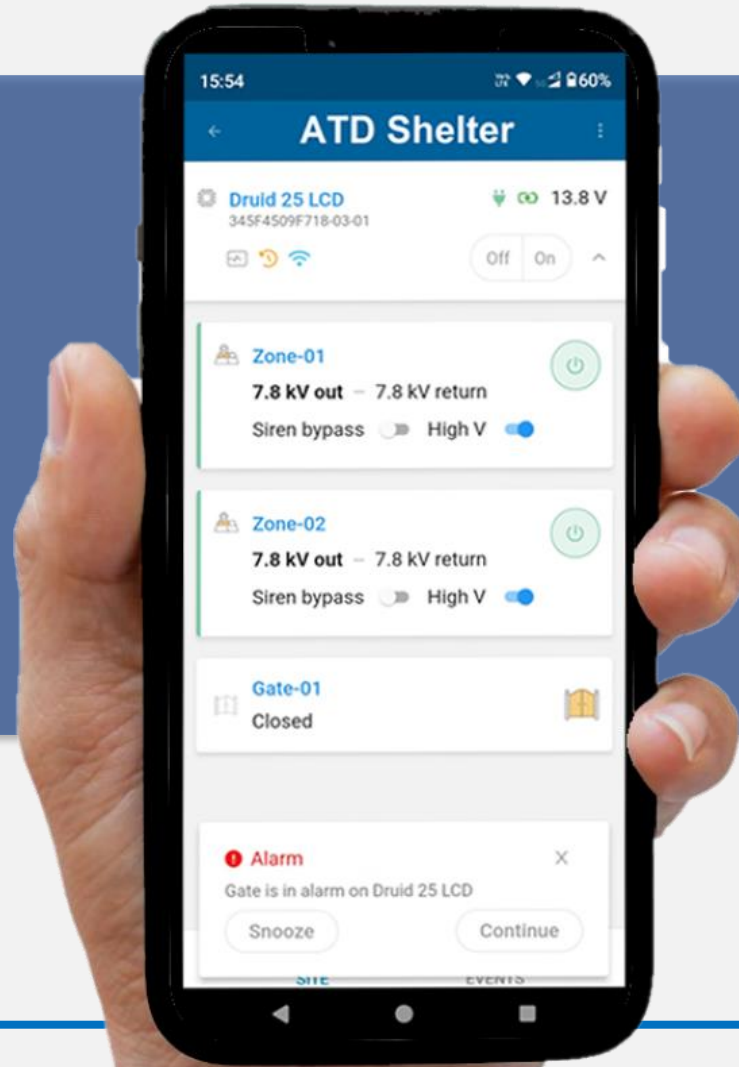 15:54
60%
ATD Shelter
Druid 25 LCD
13.8 V
345F4509F718-03-01
Off On
Zone-01
7.8 kV out – 7.8 kV return
Siren bypass High V
Zone-02
7.8 kV out – 7.8 kV return
Siren bypass High V
Gate-01
Closed
Alarm
Gate is in alarm on Druid 25 LCD
Snooze Continue
SITE EVENTS